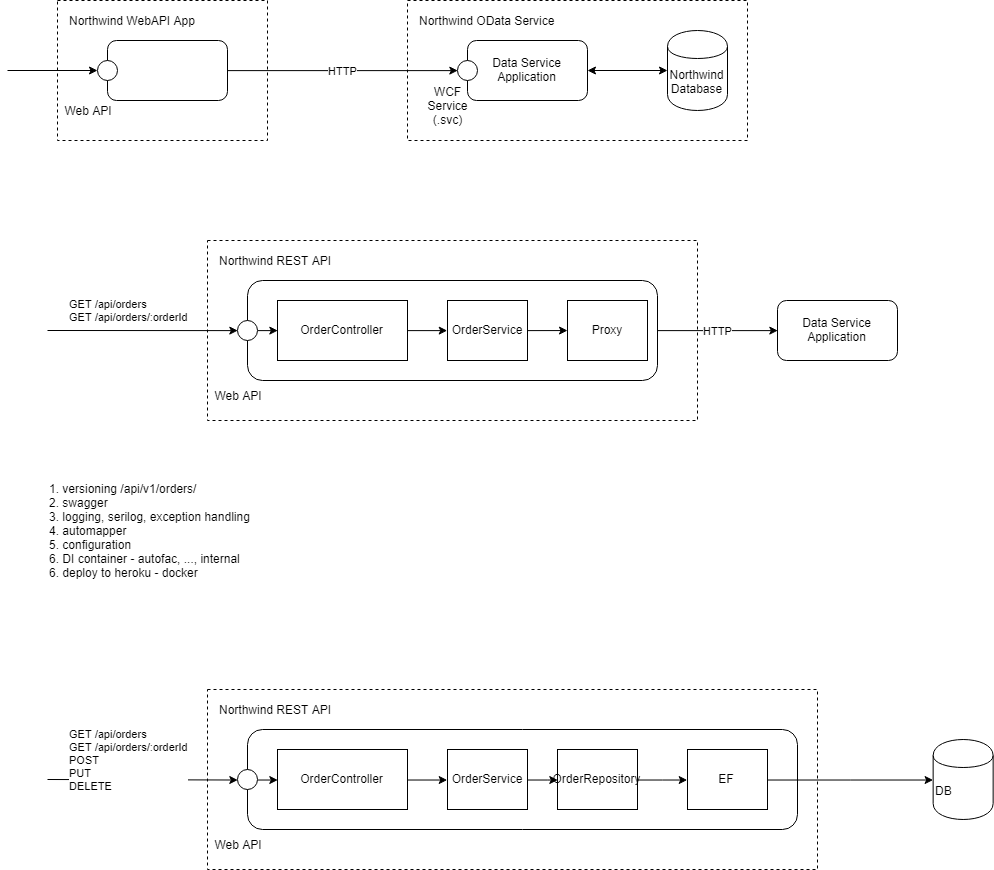 Northwind WebAPI App
Web API
HTTP
Northwind OData Service
Data Service
Application
WCF
Service
(.svc)
Northwind
Database
Northwind REST API
GET /api/orders
GET /api/orders/:orderId
OrderController
OrderService
Proxy
HTTP
Data Service
Application
Web API
1. versioning /api/v1/orders/
2. swagger
3. logging, serilog, exception handling
4. automapper
5. configuration
6. DI container - autofac, ..., internal
6. deploy to heroku - docker
Northwind REST API
GET /api/orders
GET /api/orders/:orderId
POST
PUT
DELETE
OrderController
OrderService
OrderRepository
EF
DB
Web API